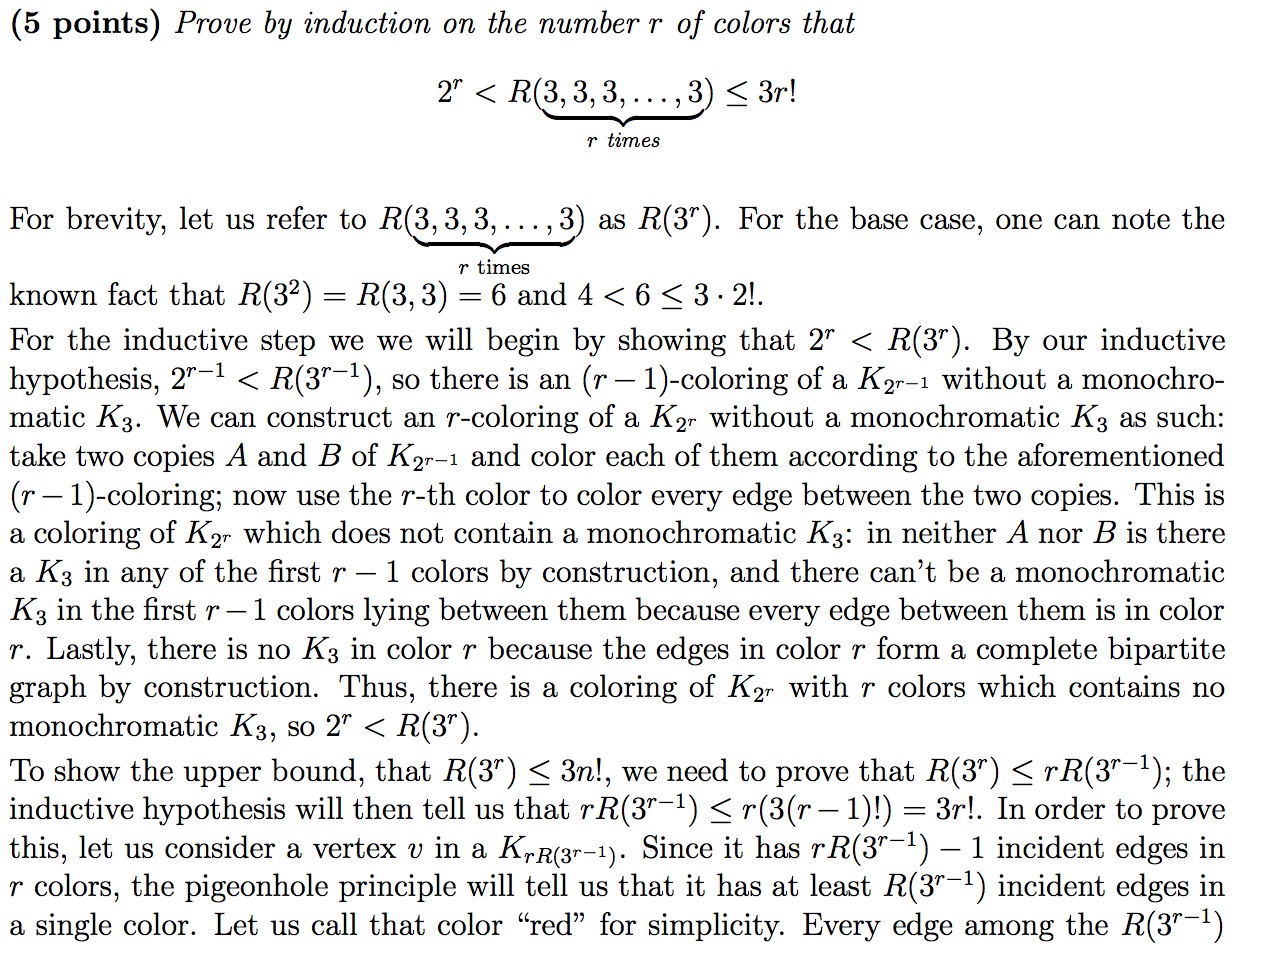 (5 points) Prove by induction on the number r of colors that
2^r < R(3, 3, 3, . . . , 3) ≤ 3r!
r times
For brevity, let us refer to R(3, 3, 3, . . . , 3) as R(3^r). For the base case, one can note the
r times
known fact that R(3^2) = R(3, 3) = 6 and 4 < 6 ≤ 3 · 2!.
For the inductive step we we will begin by showing that 2^r < R(3^r). By our inductive
hypothesis, 2^{r−1} < R(3^{r−1}), so there is an (r − 1)-coloring of a K_{2^{r−1}} without a monochro-
matic K_3. We can construct an r-coloring of a K_{2^r} without a monochromatic K_3 as such:
take two copies A and B of K_{2^{r−1}} and color each of them according to the aforementioned
(r − 1)-coloring; now use the r-th color to color every edge between the two copies. This is
a coloring of K_{2^r} which does not contain a monochromatic K_3: in neither A nor B is there
a K_3 in any of the first r − 1 colors by construction, and there can't be a monochromatic
K_3 in the first r − 1 colors lying between them because every edge between them is in color
r. Lastly, there is no K_3 in color r because the edges in color r form a complete bipartite
graph by construction. Thus, there is a coloring of K_{2^r} with r colors which contains no
monochromatic K_3, so 2^r < R(3^r).
To show the upper bound, that R(3^r) ≤ 3n!, we need to prove that R(3^r) ≤ rR(3^{r−1}); the
inductive hypothesis will then tell us that rR(3^{r−1}) ≤ r(3(r − 1)!) = 3r!. In order to prove
this, let us consider a vertex v in a K_{rR(3^{r−1})}. Since it has rR(3^{r−1}) − 1 incident edges in
r colors, the pigeonhole principle will tell us that it has at least R(3^{r−1}) incident edges in
a single color. Let us call that color “red” for simplicity. Every edge among the R(3^{r−1})